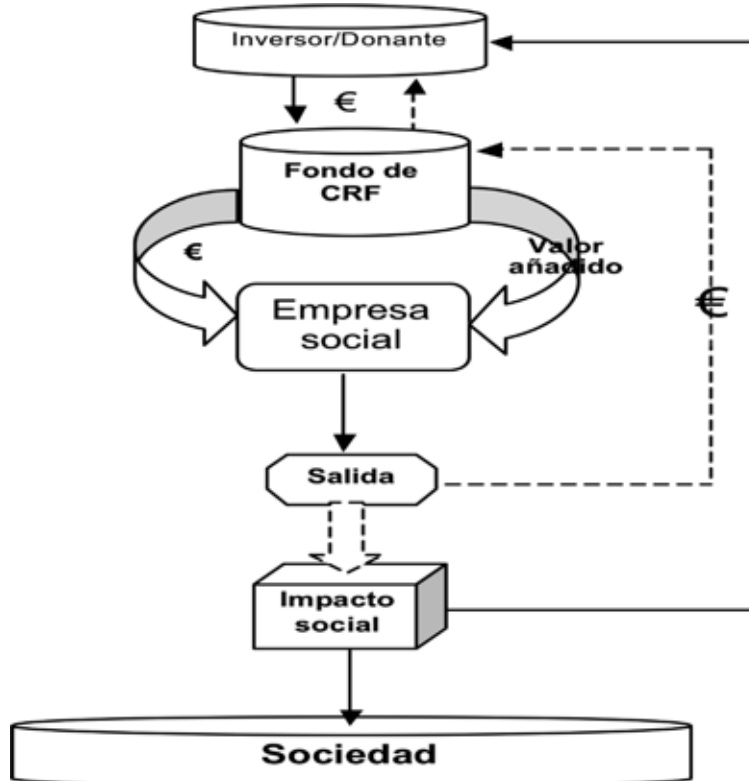 Inversor/Donante
€
Fondo de
CRF
€
Valor
añadido
€
Empresa
social
Salida
Impacto
social
Sociedad